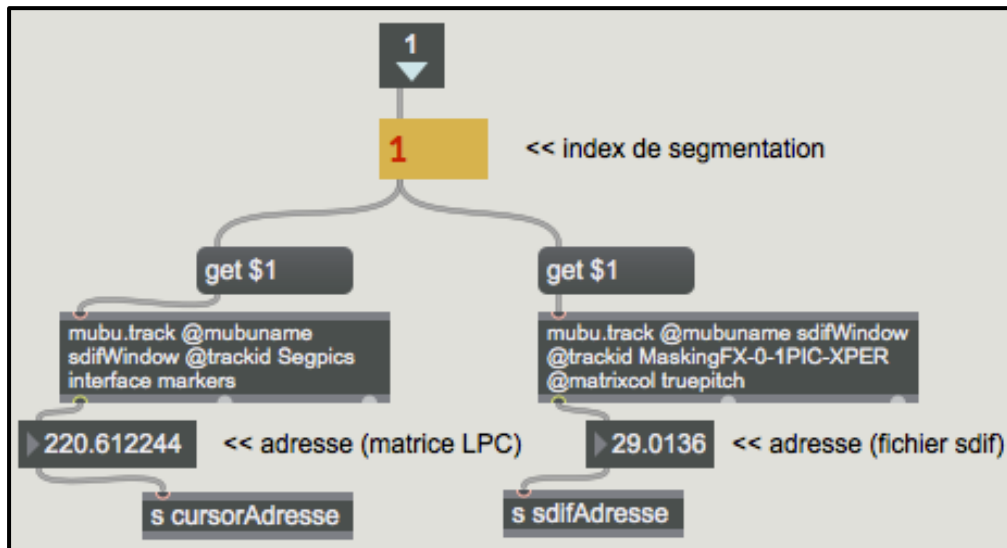 1
1
<< index de segmentation
get $1
get $1
mubu.track @mubuname
sdifWindow @trackid Segpics
interface markers
mubu.track @mubuname sdifWindow
@trackid MaskingFX-0-1PIC-XPER
@matrixcol truepitch
220.612244
<< adresse (matrice LPC)
29.0136
<< adresse (fichier sdif)
s cursorAdresse
s sdifAdresse